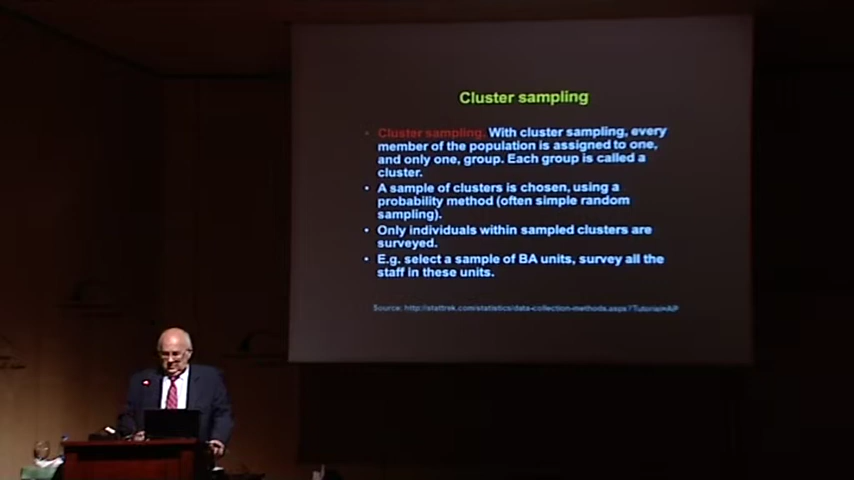 Cluster sampling
• Cluster sampling. With cluster sampling, every
member of the population is assigned to one,
and only one, group. Each group is called a
cluster.
• A sample of clusters is chosen, using a
probability method (often simple random
sampling).
• Only individuals within sampled clusters are
surveyed.
• E.g. select a sample of BA units, survey all the
staff in these units.
Source: http://stattrek.com/statistics/data-collection-methods.aspx?Tutorial=AP